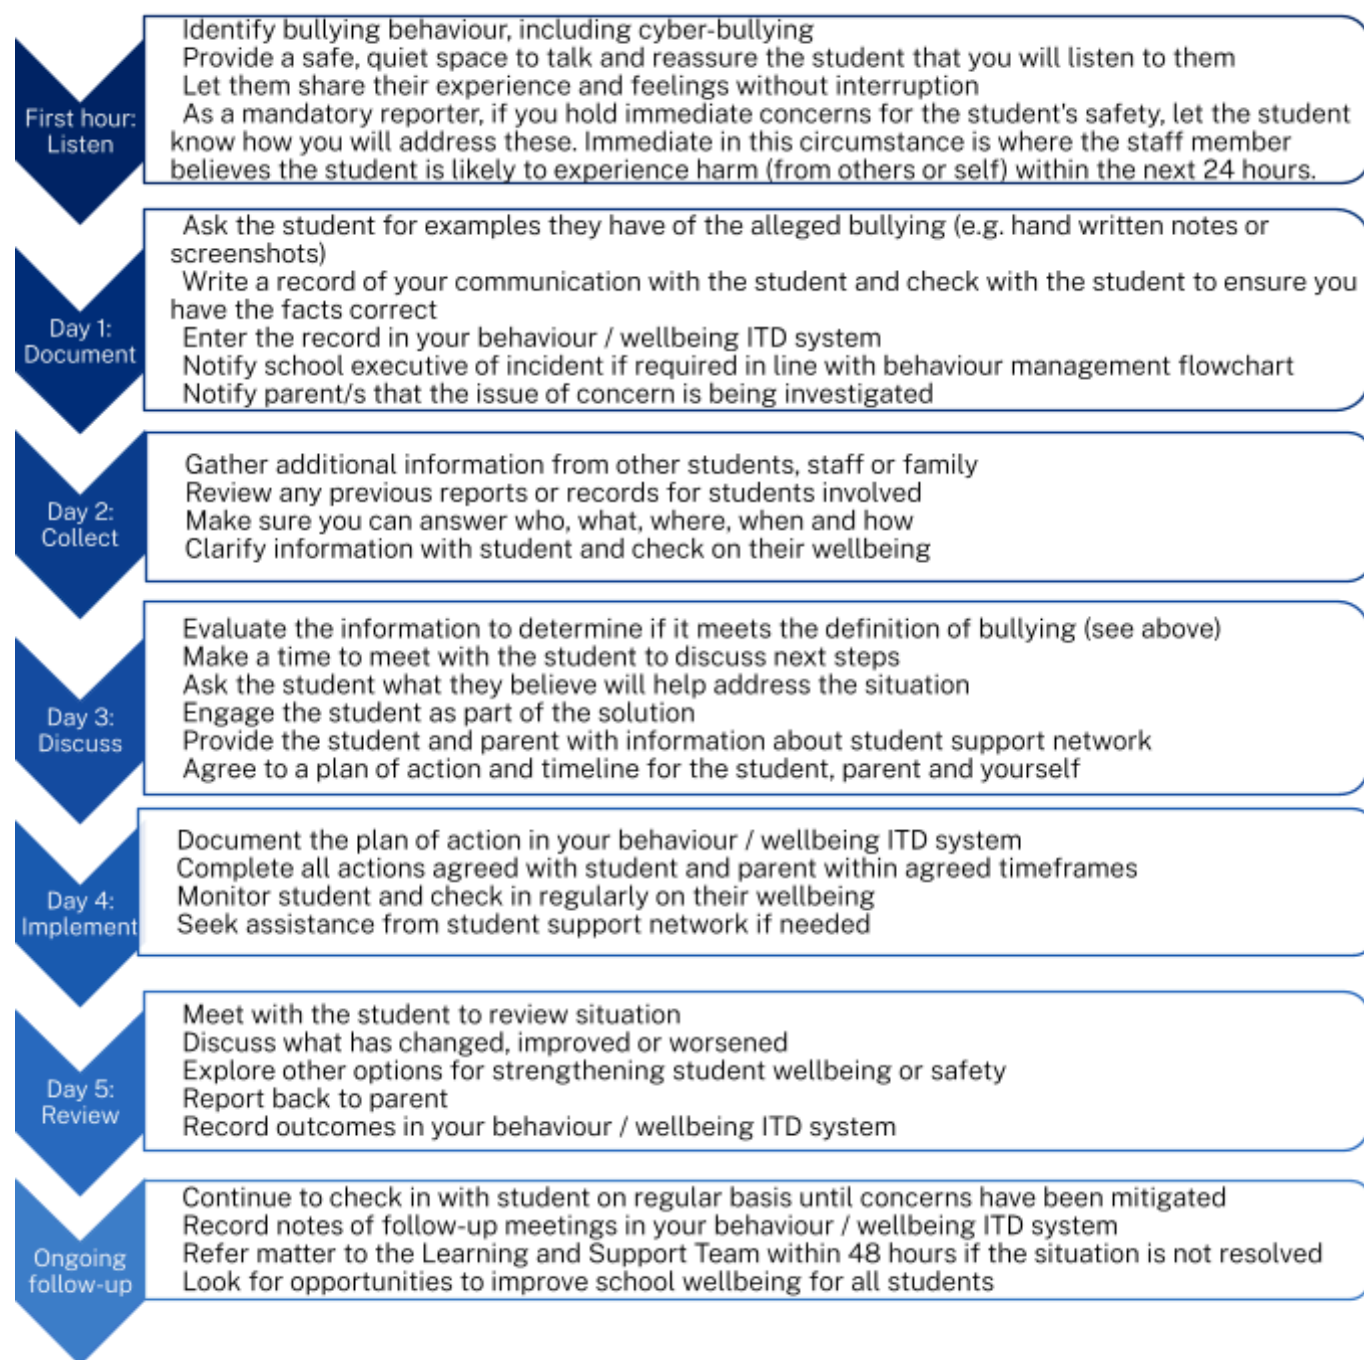 First hour:
Listen
Identify bullying behaviour, including cyber-bullying
Provide a safe, quiet space to talk and reassure the student that you will listen to them
Let them share their experience and feelings without interruption
As a mandatory reporter, if you hold immediate concerns for the student's safety, let the student
know how you will address these. Immediate in this circumstance is where the staff member
believes the student is likely to experience harm (from others or self) within the next 24 hours.
Day 1:
Document
Ask the student for examples they have of the alleged bullying (e.g. hand written notes or
screenshots)
Write a record of your communication with the student and check with the student to ensure you
have the facts correct
Enter the record in your behaviour / wellbeing ITD system
Notify school executive of incident if required in line with behaviour management flowchart
Notify parent/s that the issue of concern is being investigated
Day 2:
Collect
Gather additional information from other students, staff or family
Review any previous reports or records for students involved
Make sure you can answer who, what, where, when and how
Clarify information with student and check on their wellbeing
Day 3:
Discuss
Evaluate the information to determine if it meets the definition of bullying (see above)
Make a time to meet with the student to discuss next steps
Ask the student what they believe will help address the situation
Engage the student as part of the solution
Provide the student and parent with information about student support network
Agree to a plan of action and timeline for the student, parent and yourself
Day 4:
Implement
Document the plan of action in your behaviour / wellbeing ITD system
Complete all actions agreed with student and parent within agreed timeframes
Monitor student and check in regularly on their wellbeing
Seek assistance from student support network if needed
Day 5:
Review
Meet with the student to review situation
Discuss what has changed, improved or worsened
Explore other options for strengthening student wellbeing or safety
Report back to parent
Record outcomes in your behaviour / wellbeing ITD system
Ongoing
follow-up
Continue to check in with student on regular basis until concerns have been mitigated
Record notes of follow-up meetings in your behaviour / wellbeing ITD system
Refer matter to the Learning and Support Team within 48 hours if the situation is not resolved
Look for opportunities to improve school wellbeing for all students